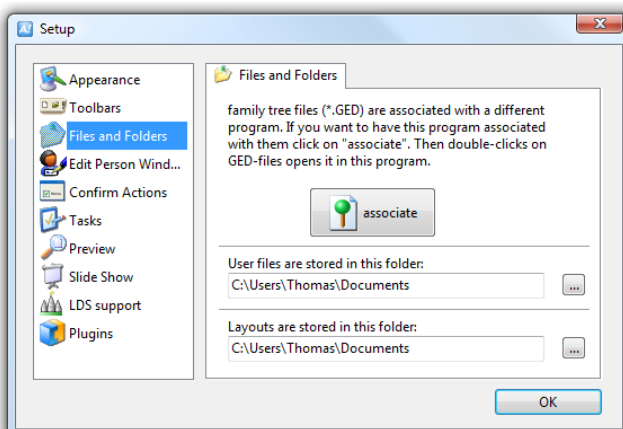 Setup
Appearance
Toolbars
Files and Folders
Edit Person Wind...
Confirm Actions
Tasks
Preview
Slide Show
LDS support
Plugins
Files and Folders
family tree files (*.GED) are associated with a different
program. If you want to have this program associated
with them click on "associate". Then double-clicks on
GED-files opens it in this program.
associate
User files are stored in this folder:
C:\Users\Thomas\Documents
...
Layouts are stored in this folder:
C:\Users\Thomas\Documents
...
OK